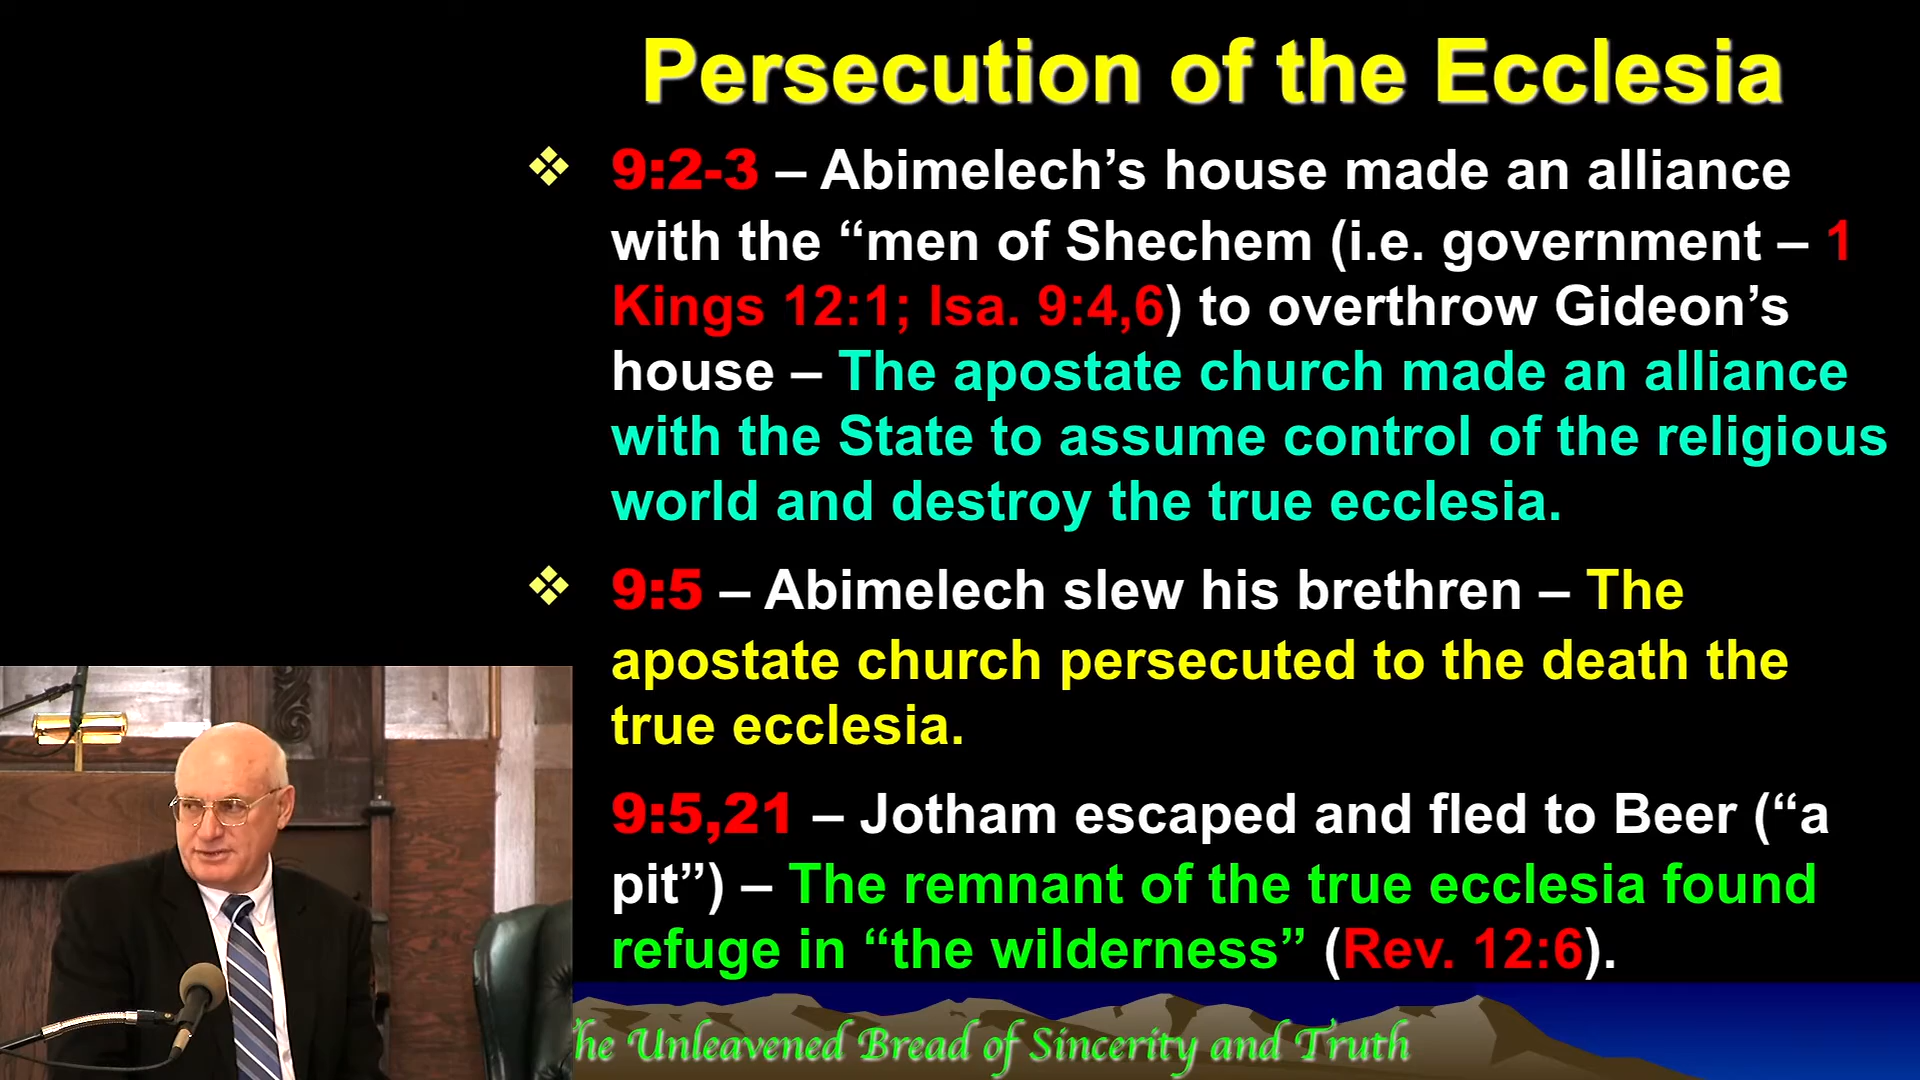 Persecution of the Ecclesia
❖ 9:2-3 – Abimelech’s house made an alliance
with the “men of Shechem (i.e. government – 1
Kings 12:1; Isa. 9:4,6) to overthrow Gideon’s
house – The apostate church made an alliance
with the State to assume control of the religious
world and destroy the true ecclesia.
❖ 9:5 – Abimelech slew his brethren – The
apostate church persecuted to the death the
true ecclesia.
9:5,21 – Jotham escaped and fled to Beer (“a
pit”) – The remnant of the true ecclesia found
refuge in “the wilderness” (Rev. 12:6).
he Unleavened Bread of Sincerity and Truth